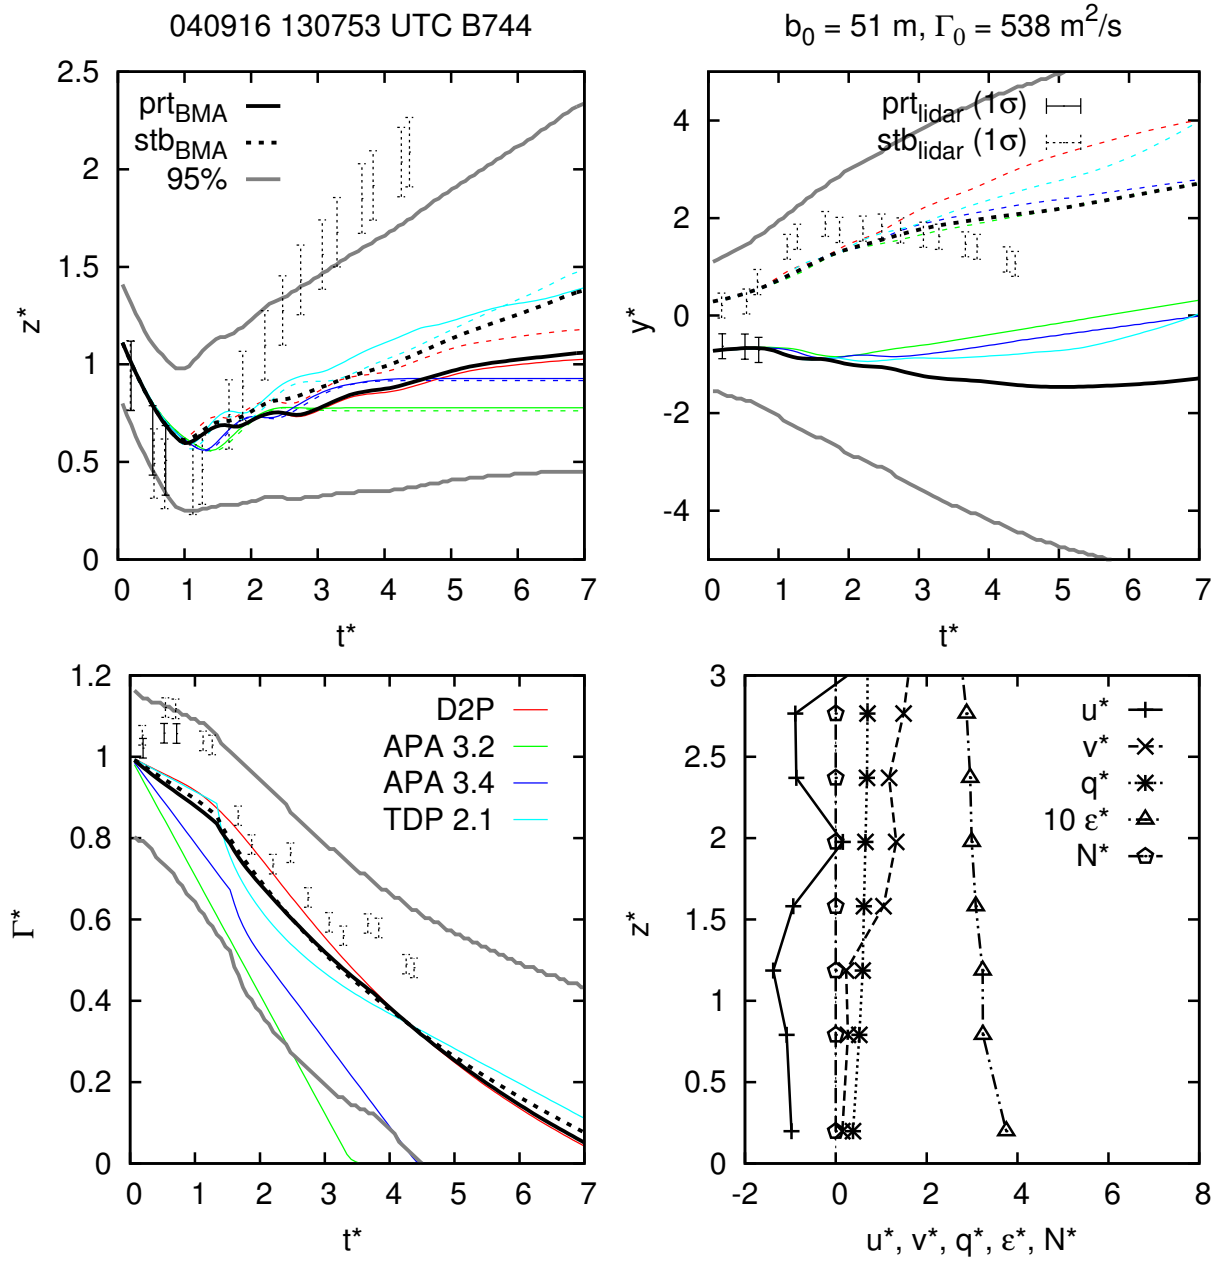 040916 130753 UTC B744
b₀ = 51 m, Γ₀ = 538 m²/s
2.5
2
1.5
1
0.5
0
z*
prt_BMA
stb_BMA
95%
0 1 2 3 4 5 6 7
t*
4
2
0
-2
-4
y*
prt_lidar (1σ)
stb_lidar (1σ)
0 1 2 3 4 5 6 7
t*
1.2
1
0.8
0.6
0.4
0.2
0
Γ*
D2P
APA 3.2
APA 3.4
TDP 2.1
0 1 2 3 4 5 6 7
t*
3
2.5
2
1.5
1
0.5
0
z*
u*
v*
q*
10 ε*
N*
-2 0 2 4 6 8
u*, v*, q*, ε*, N*